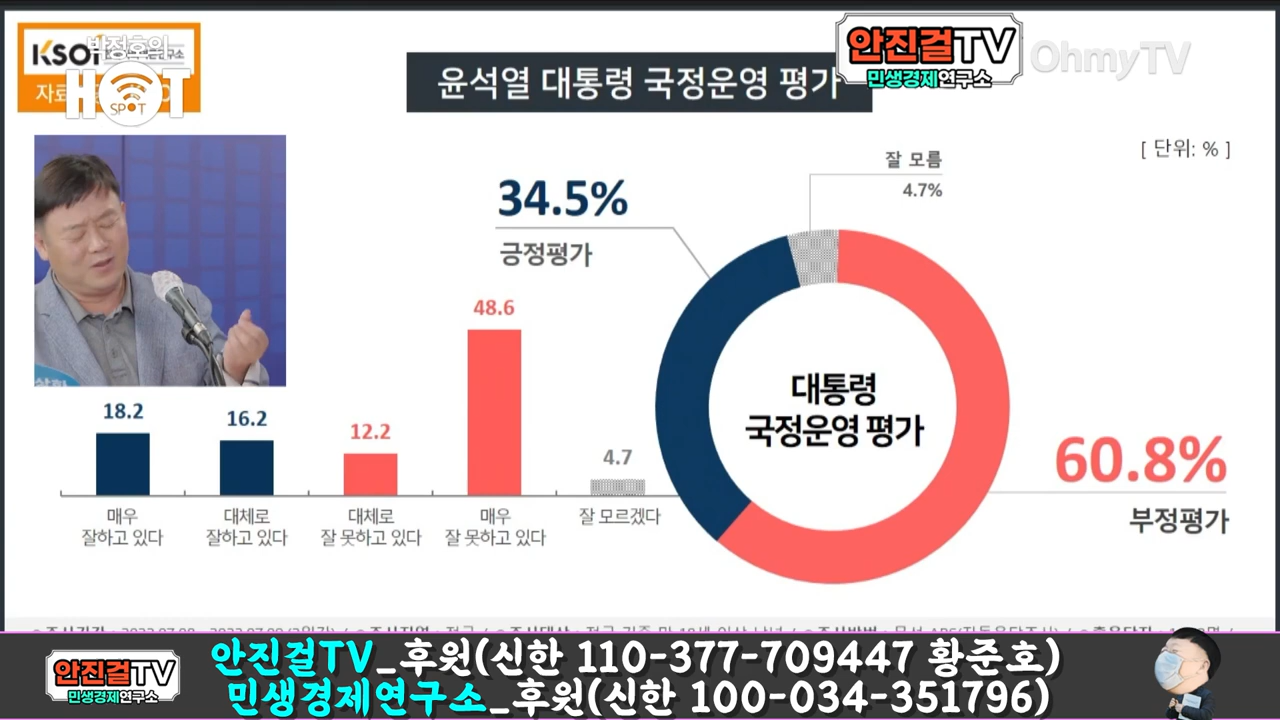 KSOI
박정호의
HOT
SPOT
윤석열 대통령 국정운영 평가
안진걸TV
민생경제연구소
OhmyTV
[ 단위: % ]
잘 모름
4.7%
34.5%
긍정평가
대통령
국정운영 평가
60.8%
부정평가
18.2
16.2
12.2
48.6
4.7
매우
잘하고 있다
대체로
잘하고 있다
대체로
잘 못하고 있다
매우
잘 못하고 있다
잘 모르겠다
안진걸TV
민생경제연구소
안진걸TV_후원(신한 110-377-709447 황준호)
민생경제연구소_후원(신한 100-034-351796)